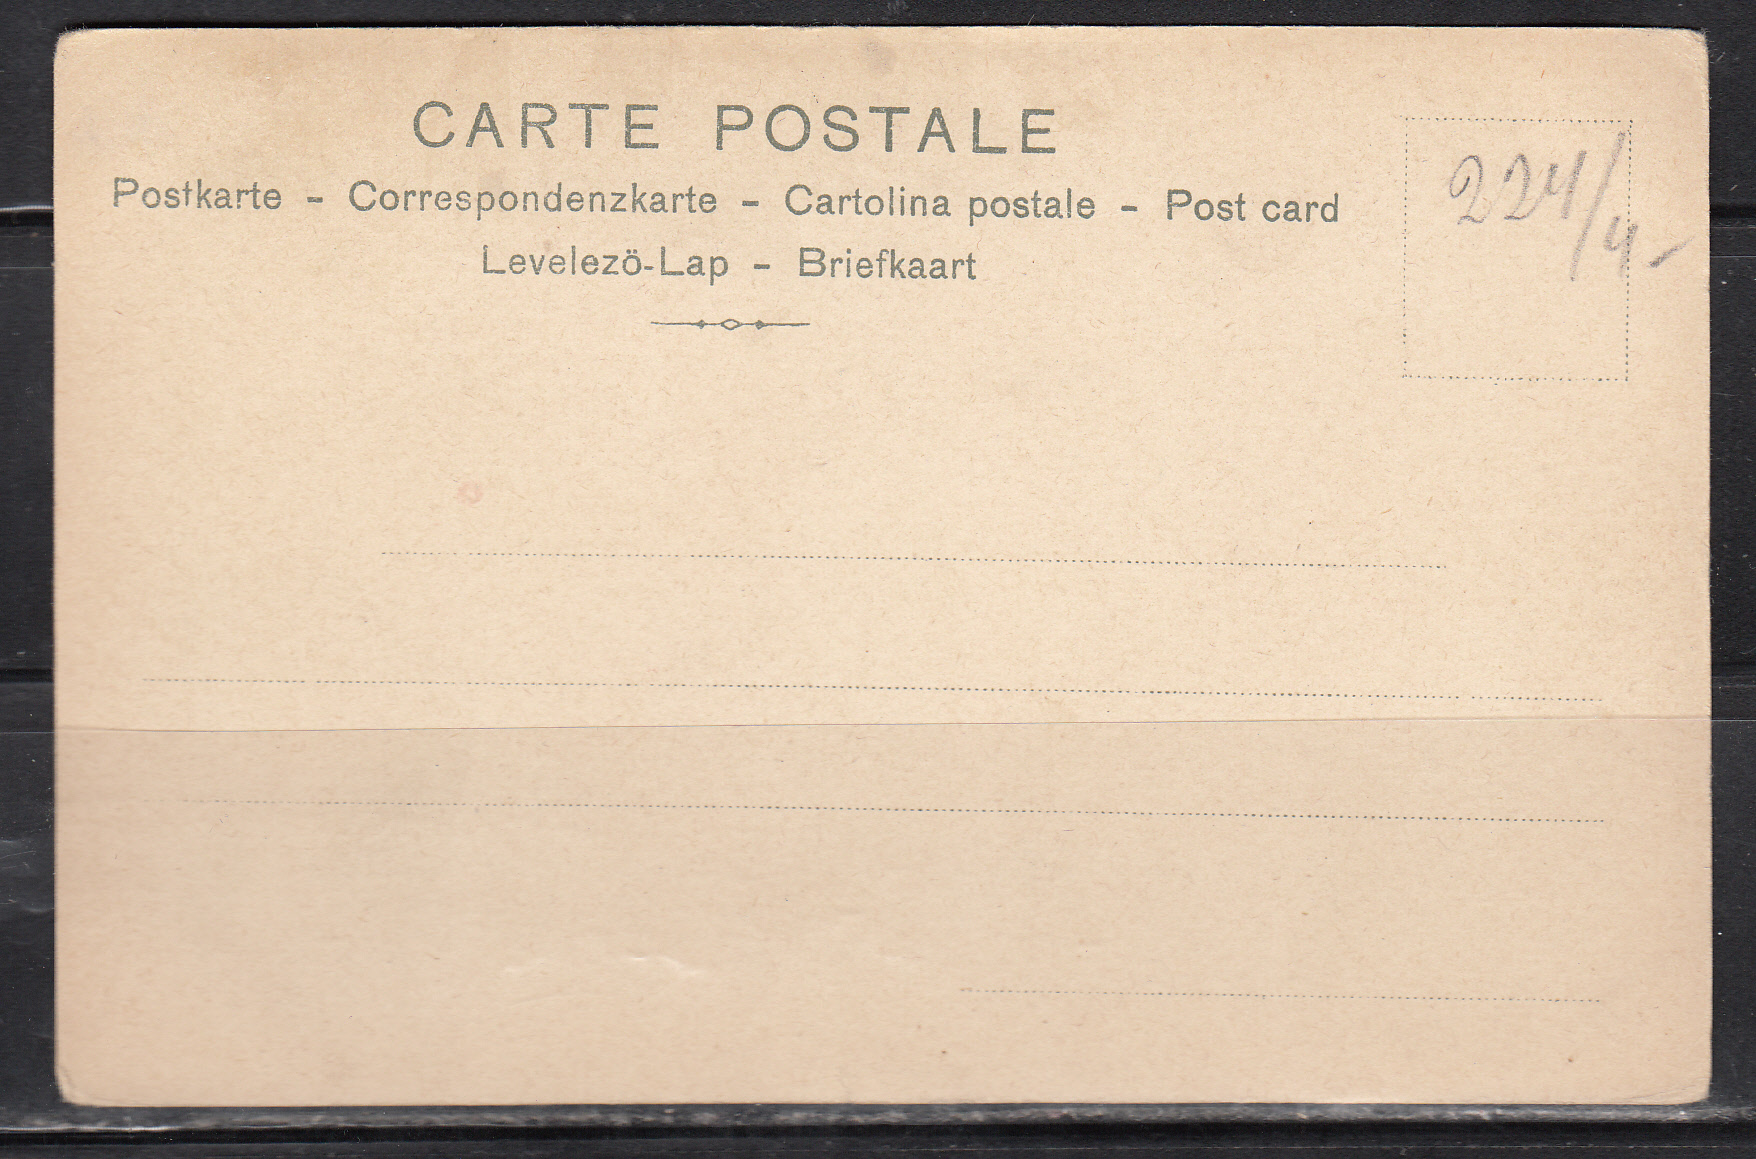 CARTE POSTALE
Postkarte - Correspondenzkarte - Cartolina postale - Post card
Levelezö-Lap - Briefkaart
224/4-